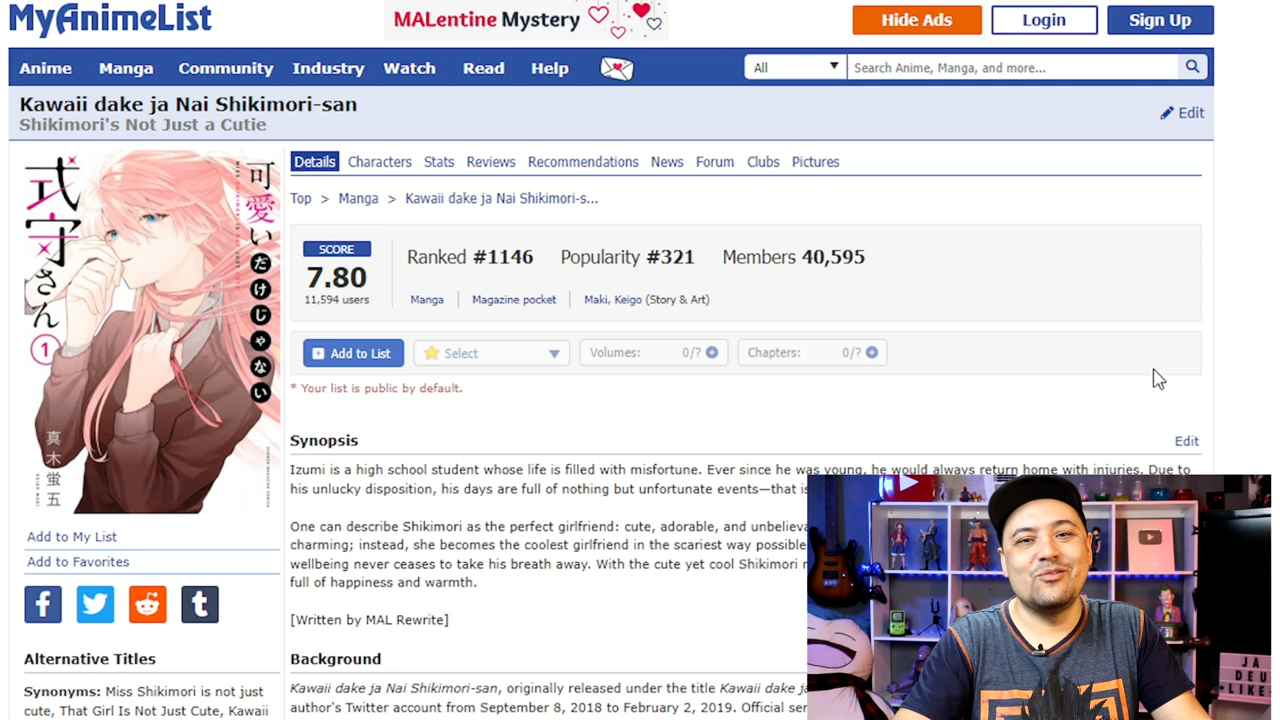 MyAnimeList
MALentine Mystery
Hide Ads
Login
Sign Up
Anime
Manga
Community
Industry
Watch
Read
Help
All
Search Anime, Manga, and more...
Kawaii dake ja Nai Shikimori-san
Shikimori's Not Just a Cutie
Edit
可愛いだけじゃない
式守さん
1
真木蛍五
Details
Characters
Stats
Reviews
Recommendations
News
Forum
Clubs
Pictures
Top > Manga > Kawaii dake ja Nai Shikimori-s...
SCORE
7.80
11,594 users
Ranked #1146
Popularity #321
Members 40,595
Manga
Magazine pocket
Maki, Keigo (Story & Art)
Add to List
Select
Volumes: 0/?
Chapters: 0/?
* Your list is public by default.
Synopsis
Edit
Izumi is a high school student whose life is filled with misfortune. Ever since he was young, he would always return home with injuries. Due to
his unlucky disposition, his days are full of nothing but unfortunate events—that is
One can describe Shikimori as the perfect girlfriend: cute, adorable, and unbelieva
charming; instead, she becomes the coolest girlfriend in the scariest way possible
wellbeing never ceases to take his breath away. With the cute yet cool Shikimori
full of happiness and warmth.
[Written by MAL Rewrite]
Background
Kawaii dake ja Nai Shikimori-san, originally released under the title Kawaii dake ja
author's Twitter account from September 8, 2018 to February 2, 2019. Official ser
Add to My List
Add to Favorites
Alternative Titles
Synonyms: Miss Shikimori is not just
cute, That Girl Is Not Just Cute, Kawaii
JA
DEU
LIKE